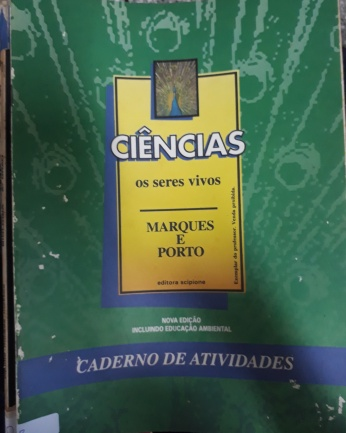 CIÊNCIAS
os seres vivos
MARQUES
E
PORTO
Exemplar do professor. Venda proibida.
editora scipione
NOVA EDIÇÃO
INCLUINDO EDUCAÇÃO AMBIENTAL
CADERNO DE ATIVIDADES